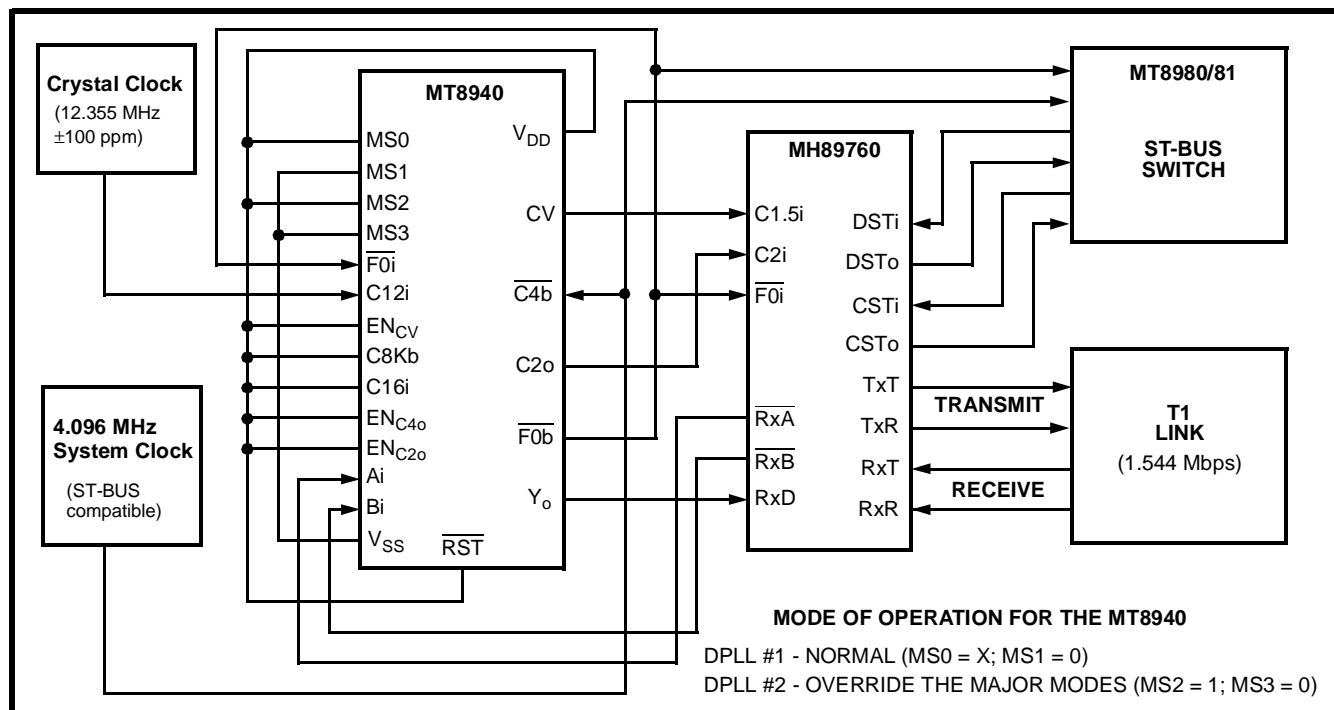 Crystal Clock
(12.355 MHz
±100 ppm)
4.096 MHz
System Clock
(ST-BUS
compatible)
MT8940
MS0
MS1
MS2
MS3
F0i
C12i
ENCV
C8Kb
C16i
ENC4o
ENC2o
Ai
Bi
VSS
RST
VDD
CV
C4b
C2o
F0b
Yo
MH89760
C1.5i
C2i
F0i
RxA
RxB
RxD
DSTi
DSTo
CSTi
CSTo
TxT
TxR
RxT
RxR
TRANSMIT
RECEIVE
MT8980/81
ST-BUS
SWITCH
T1
LINK
(1.544 Mbps)
MODE OF OPERATION FOR THE MT8940
DPLL #1 - NORMAL (MS0 = X; MS1 = 0)
DPLL #2 - OVERRIDE THE MAJOR MODES (MS2 = 1; MS3 = 0)